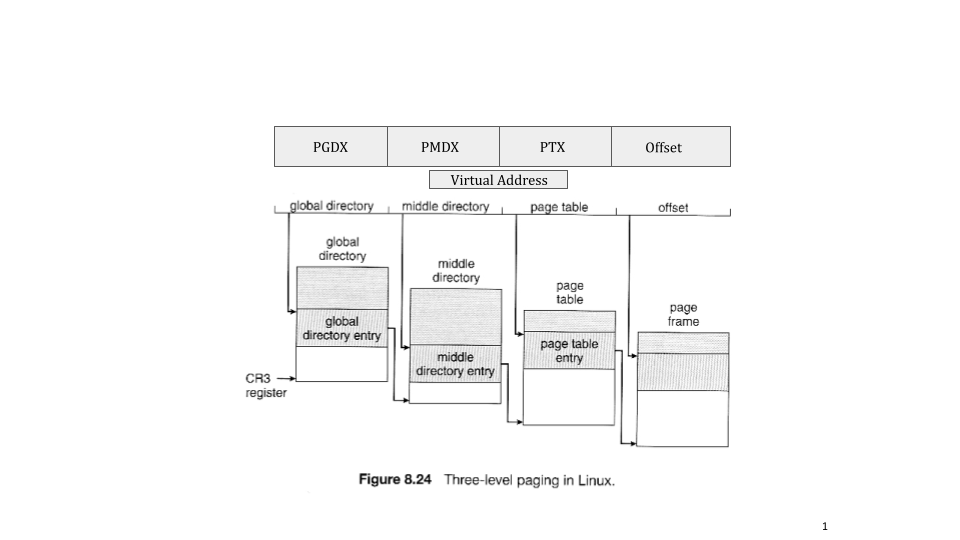 PGDX PMDX PTX Offset
Virtual Address
global directory middle directory page table offset
global
directory
middle
directory
page
table
page
frame
global
directory entry
middle
directory entry
page table
entry
CR3
register
Figure 8.24 Three-level paging in Linux.
1